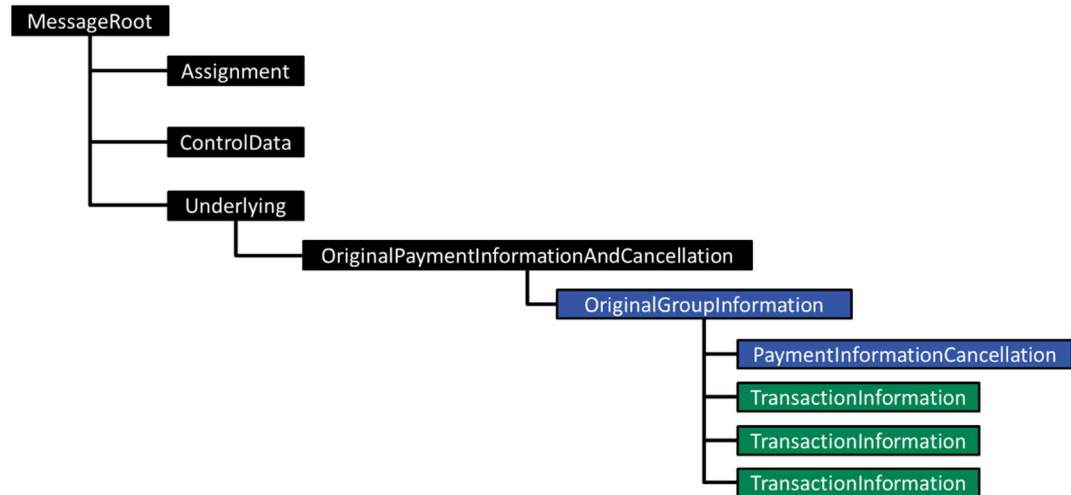 MessageRoot
Assignment
ControlData
Underlying
OriginalPaymentInformationAndCancellation
OriginalGroupInformation
PaymentInformationCancellation
TransactionInformation
TransactionInformation
TransactionInformation